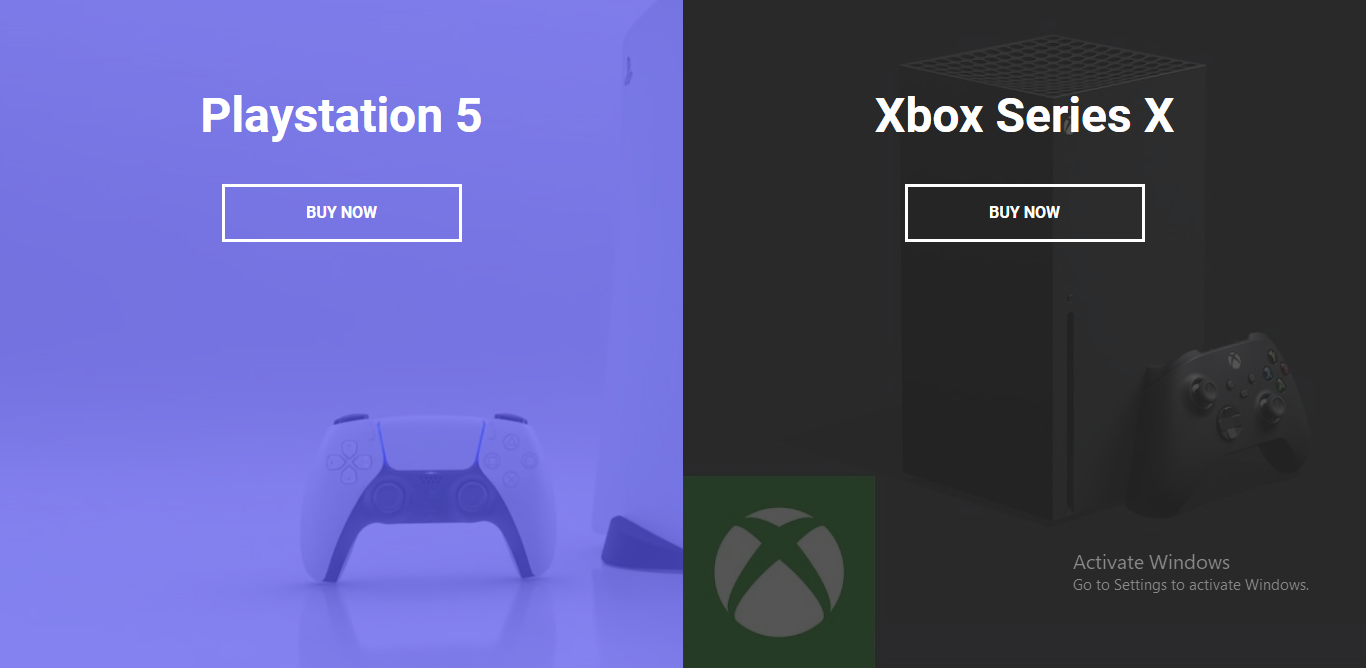 Playstation 5
BUY NOW
Xbox Series X
BUY NOW
Activate Windows
Go to Settings to activate Windows.